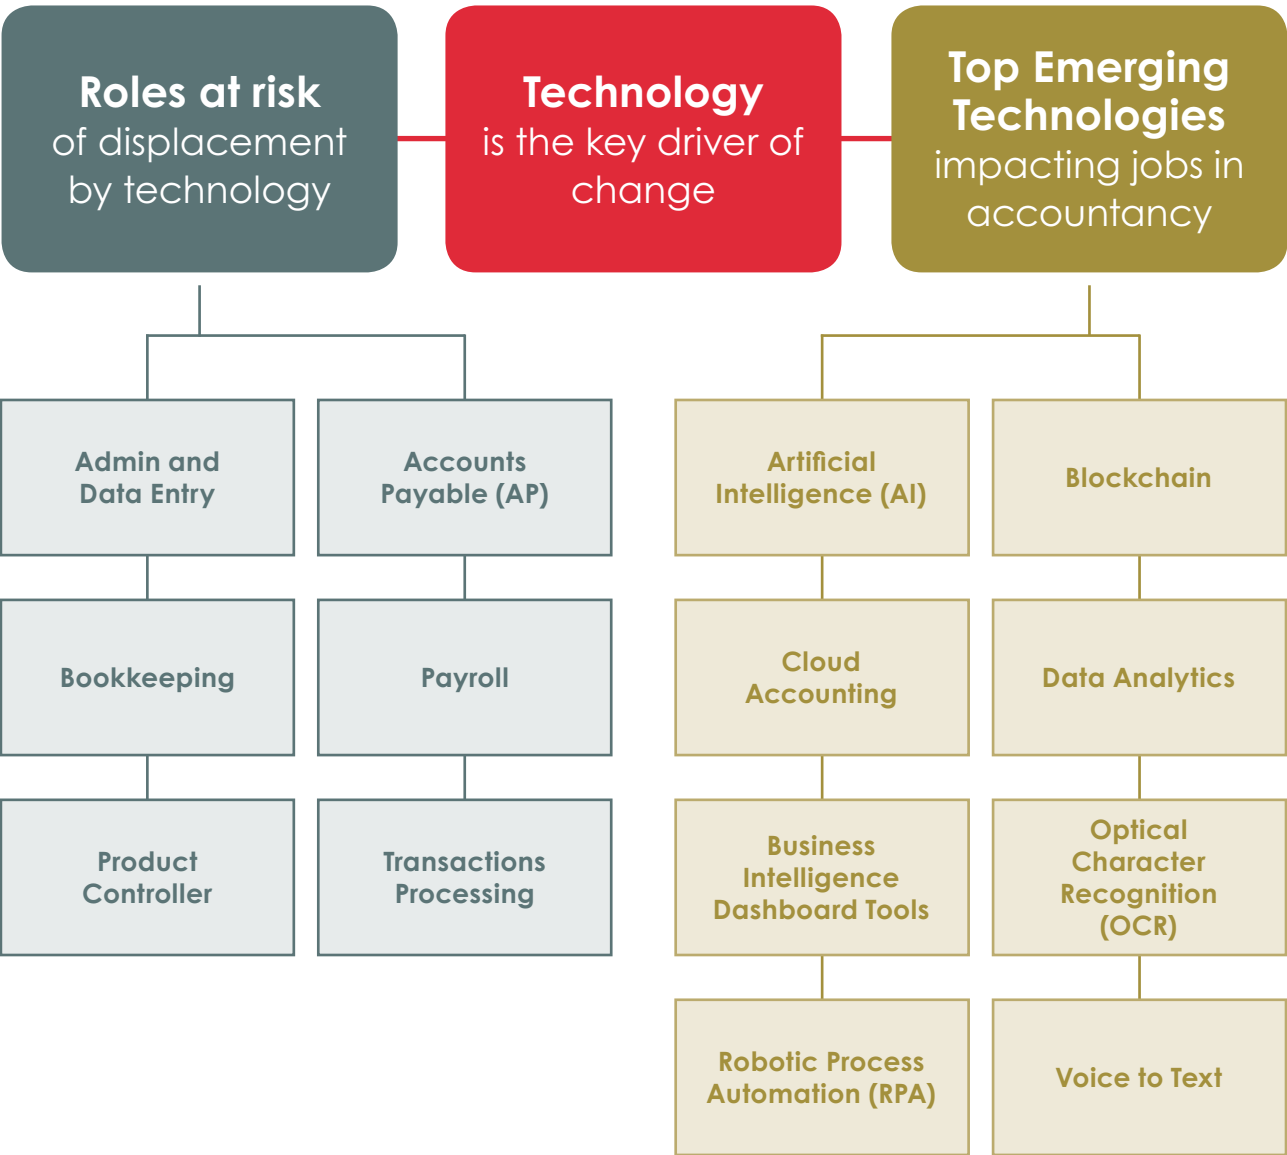 Roles at risk
of displacement
by technology
Technology
is the key driver of
change
Top Emerging
Technologies
impacting jobs in
accountancy
Admin and
Data Entry
Accounts
Payable (AP)
Bookkeeping
Payroll
Product
Controller
Transactions
Processing
Artificial
Intelligence (AI)
Blockchain
Cloud
Accounting
Data Analytics
Business
Intelligence
Dashboard Tools
Optical
Character
Recognition
(OCR)
Robotic Process
Automation (RPA)
Voice to Text